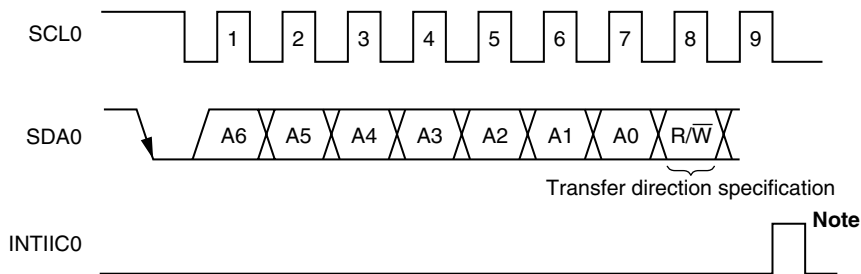 SCL0 1 2 3 4 5 6 7 8 9
SDA0 A6 A5 A4 A3 A2 A1 A0 R/W̅
Transfer direction specification
Note
INTIIC0